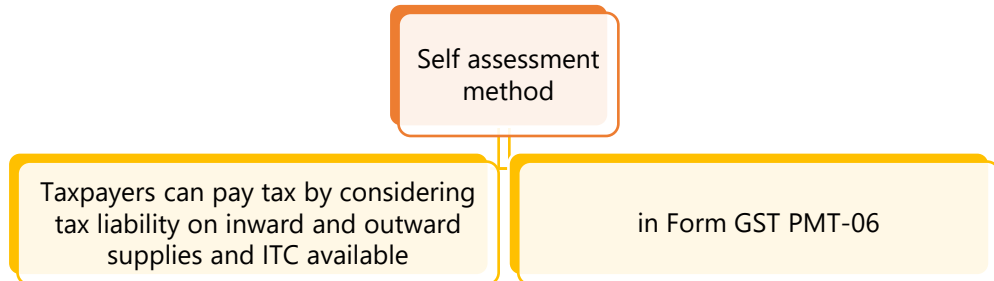 Self assessment
method
Taxpayers can pay tax by considering
tax liability on inward and outward
supplies and ITC available
in Form GST PMT-06